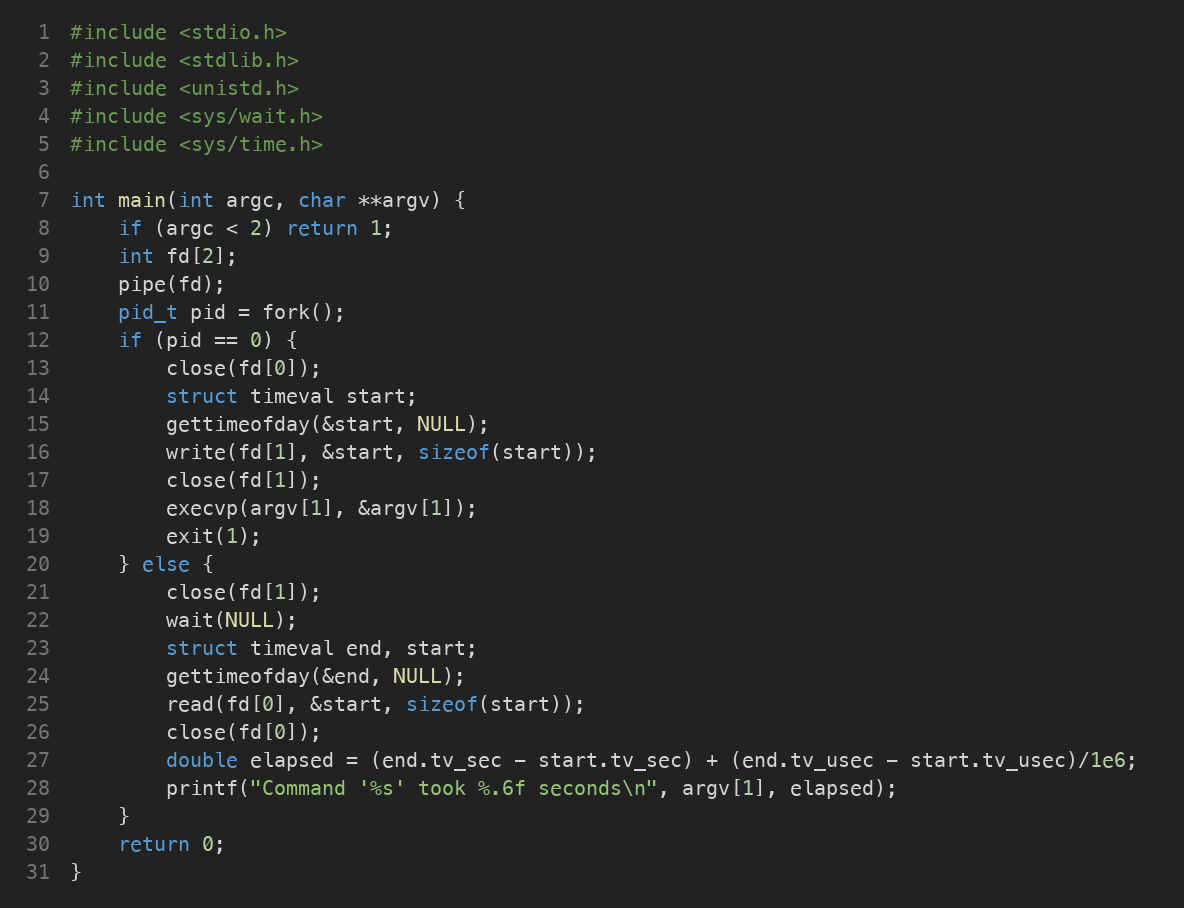 1 #include <stdio.h>
2 #include <stdlib.h>
3 #include <unistd.h>
4 #include <sys/wait.h>
5 #include <sys/time.h>
6
7 int main(int argc, char **argv) {
8     if (argc < 2) return 1;
9     int fd[2];
10     pipe(fd);
11     pid_t pid = fork();
12     if (pid == 0) {
13         close(fd[0]);
14         struct timeval start;
15         gettimeofday(&start, NULL);
16         write(fd[1], &start, sizeof(start));
17         close(fd[1]);
18         execvp(argv[1], &argv[1]);
19         exit(1);
20     } else {
21         close(fd[1]);
22         wait(NULL);
23         struct timeval end, start;
24         gettimeofday(&end, NULL);
25         read(fd[0], &start, sizeof(start));
26         close(fd[0]);
27         double elapsed = (end.tv_sec - start.tv_sec) + (end.tv_usec - start.tv_usec)/1e6;
28         printf("Command '%s' took %.6f seconds\n", argv[1], elapsed);
29     }
30     return 0;
31 }